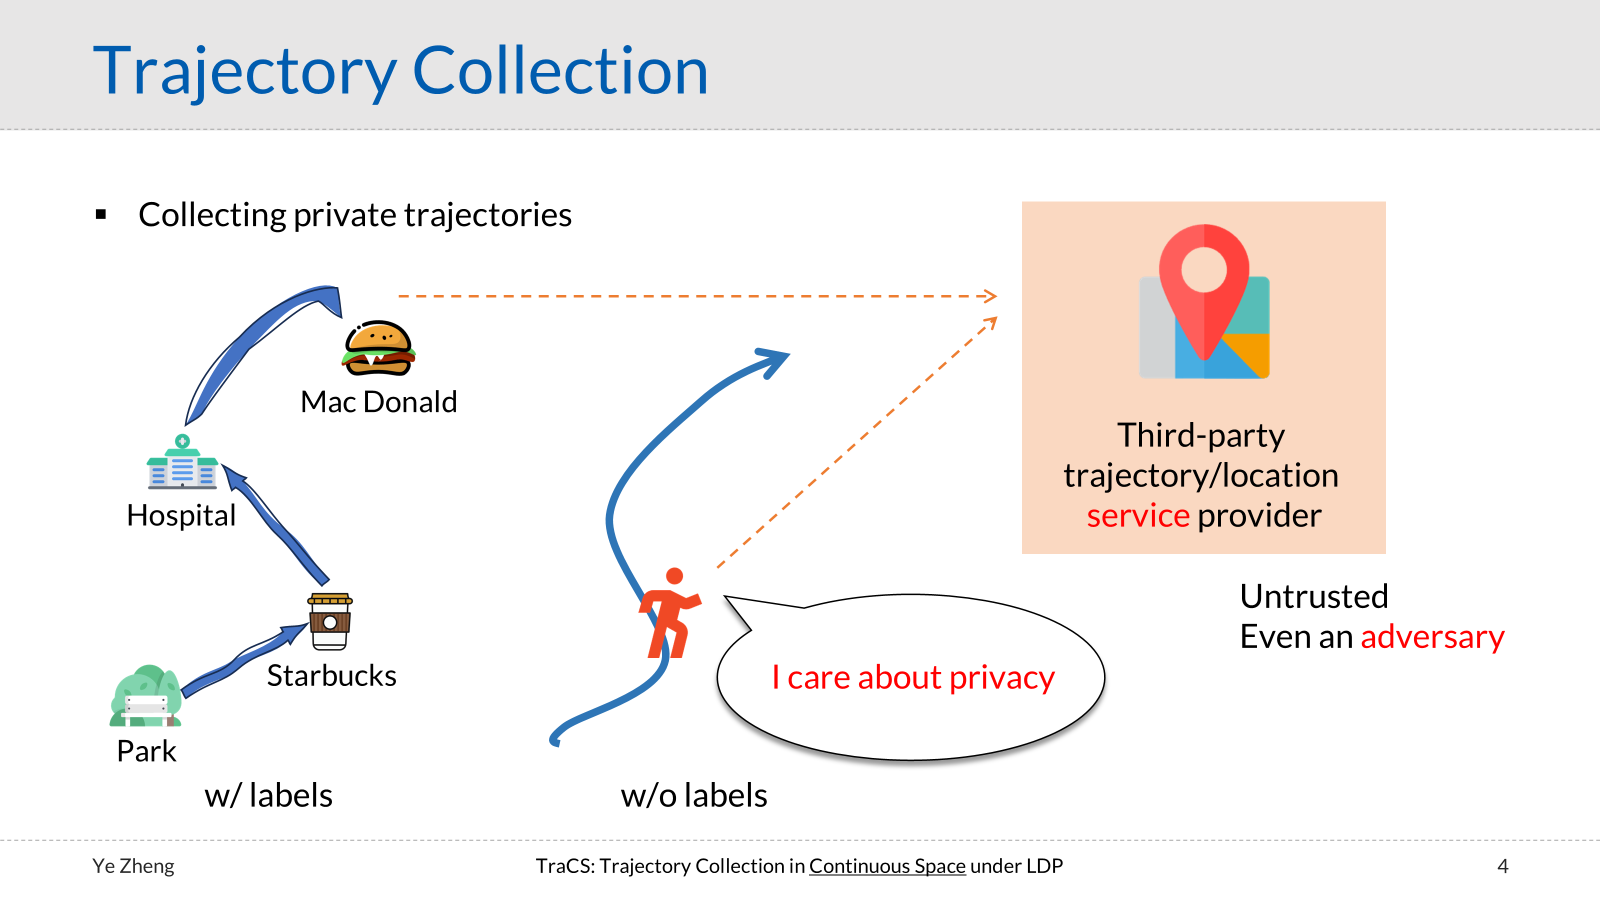 Trajectory Collection
▪ Collecting private trajectories
Mac Donald
Hospital
Starbucks
Park
w/ labels
w/o labels
I care about privacy
Third-party
trajectory/location
service provider
Untrusted
Even an adversary
Ye Zheng
TraCS: Trajectory Collection in Continuous Space under LDP
4